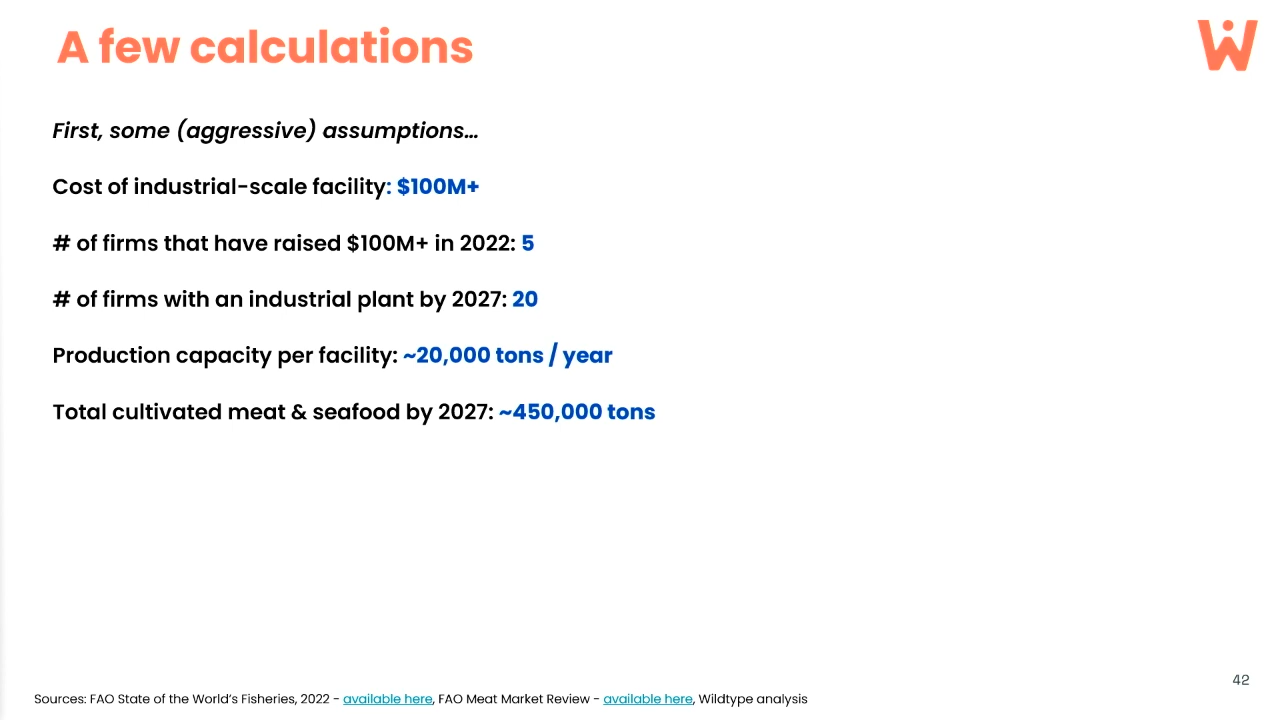 A few calculations
First, some (aggressive) assumptions…
Cost of industrial-scale facility: $100M+
# of firms that have raised $100M+ in 2022: 5
# of firms with an industrial plant by 2027: 20
Production capacity per facility: ~20,000 tons / year
Total cultivated meat & seafood by 2027: ~450,000 tons
42
Sources: FAO State of the World’s Fisheries, 2022 - available here, FAO Meat Market Review - available here, Wildtype analysis